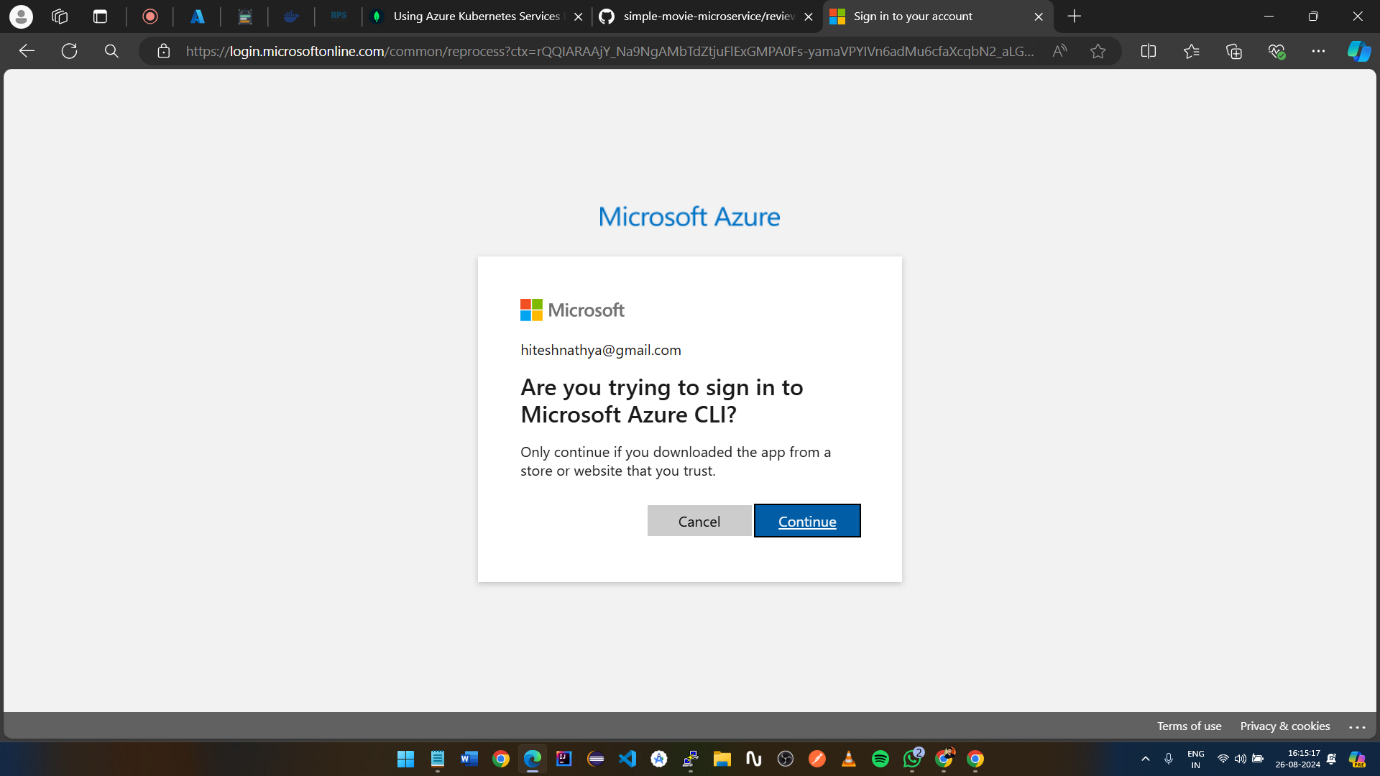 RPS
Using Azure Kubernetes Services
simple-movie-microservice/review
Sign in to your account
https://login.microsoftonline.com/common/reprocess?ctx=
Microsoft Azure
Microsoft
hiteshnathya@gmail.com
Are you trying to sign in to
Microsoft Azure CLI?
Only continue if you downloaded the app from a
store or website that you trust.
Cancel
Continue
Terms of use
Privacy & cookies
...
2
ENG
IN
16:15:17
26-08-2024